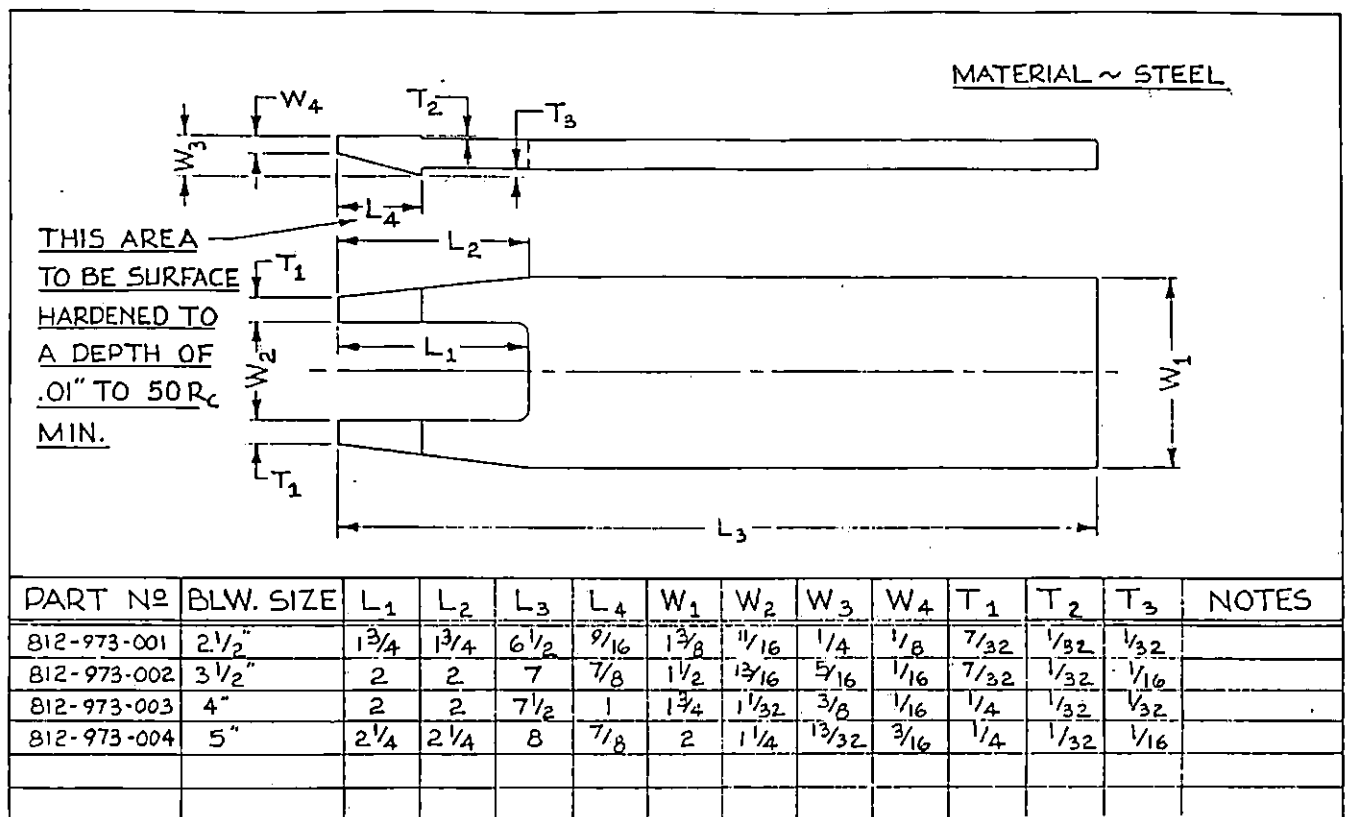 MATERIAL ~ STEEL
W₄
T₂
T₃
W₃
L₄
THIS AREA
TO BE SURFACE
HARDENED TO
A DEPTH OF
.01" TO 50 Rc
MIN.
L₂
T₁
L₁
W₂
W₁
T₁
L₃
PART Nº BLW. SIZE L₁ L₂ L₃ L₄ W₁ W₂ W₃ W₄ T₁ T₂ T₃ NOTES
812-973-001 2 1/2" 1 3/4 1 3/4 6 1/2 9/16 1 3/8 11/16 1/4 1/8 7/32 1/32 1/32
812-973-002 3 1/2" 2 2 7 7/8 1 1/2 13/16 5/16 1/16 7/32 1/32 1/16
812-973-003 4" 2 2 7 1/2 1 1 3/4 1 1/32 3/8 1/16 1/4 1/32 1/32
812-973-004 5" 2 1/4 2 1/4 8 7/8 2 1 1/4 13/32 3/16 1/4 1/32 1/16